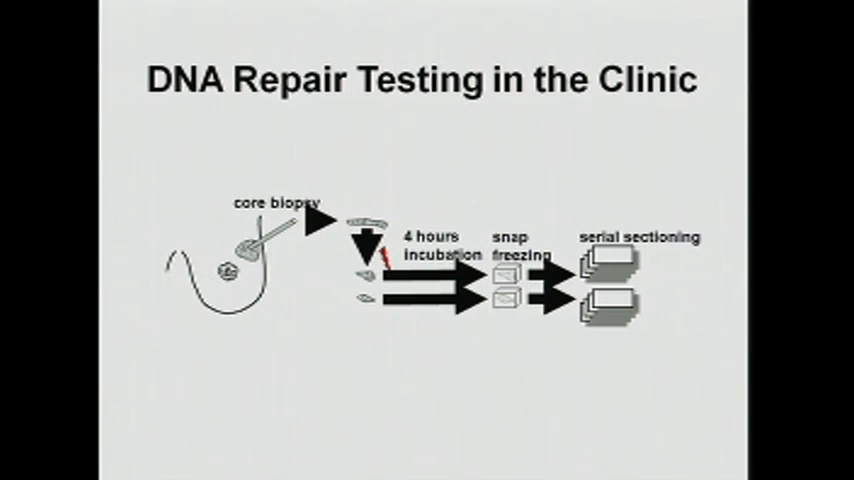 DNA Repair Testing in the Clinic
core biopsy
4 hours
incubation
snap
freezing
serial sectioning